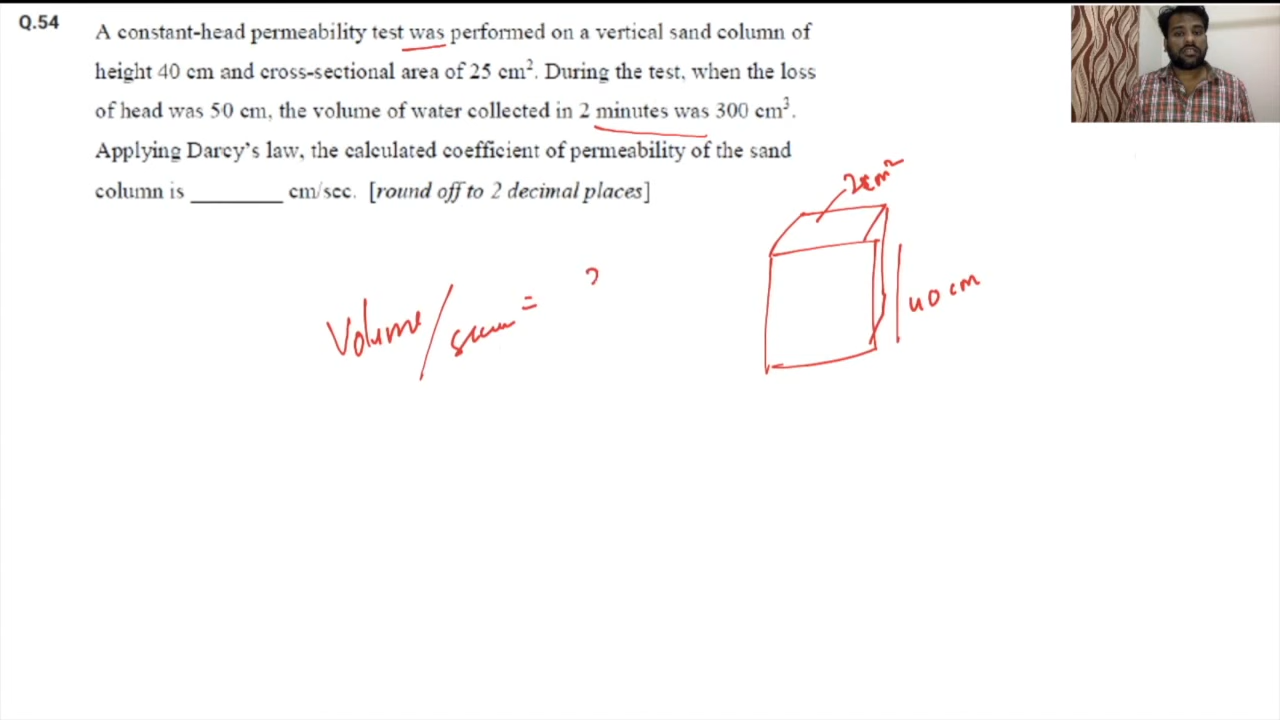 Q.54
A constant-head permeability test was performed on a vertical sand column of
height 40 cm and cross-sectional area of 25 cm². During the test, when the loss
of head was 50 cm, the volume of water collected in 2 minutes was 300 cm³.
Applying Darcy's law, the calculated coefficient of permeability of the sand
column is ________ cm/sec. [round off to 2 decimal places]
Volume/ = ?
40 cm